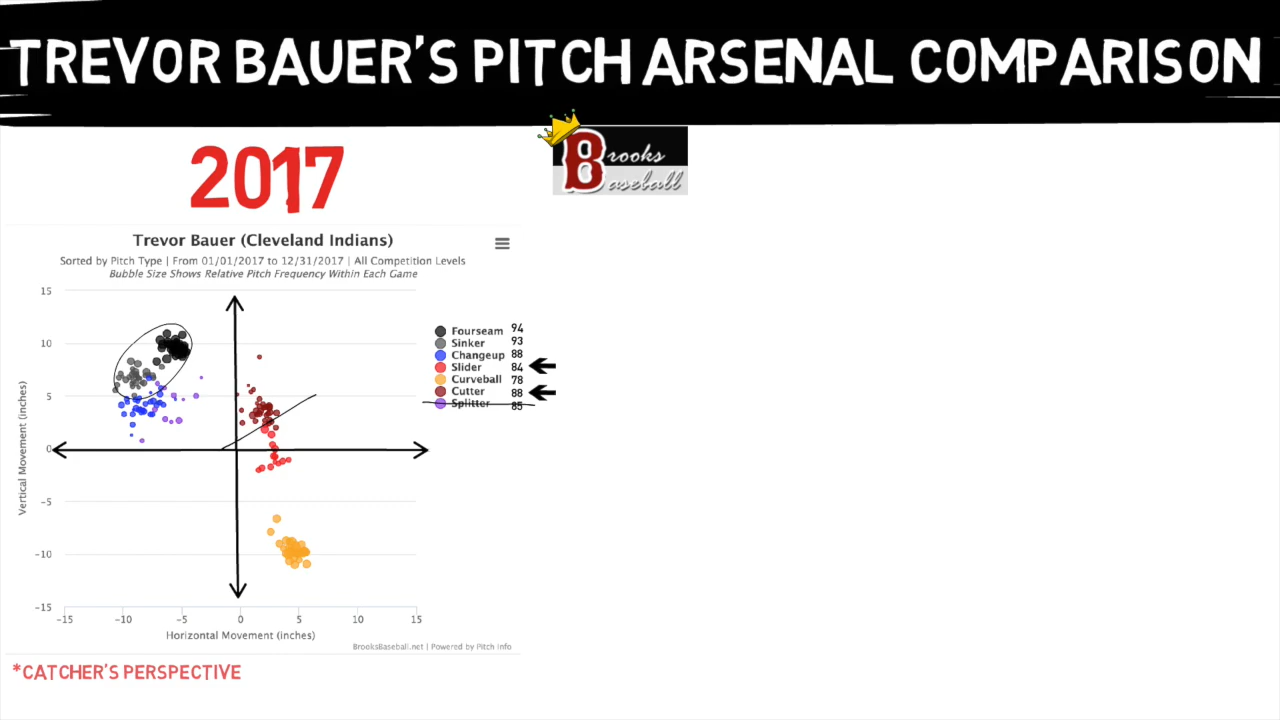 TREVOR BAUER'S PITCH ARSENAL COMPARISON
2017
Brooks
Baseball
Trevor Bauer (Cleveland Indians)
Sorted by Pitch Type | From 01/01/2017 to 12/31/2017 | All Competition Levels
Bubble Size Shows Relative Pitch Frequency Within Each Game
15
10
5
0
-5
-10
-15
Vertical Movement (inches)
-15 -10 -5 0 5 10 15
Horizontal Movement (inches)
Fourseam 94
Sinker 93
Changeup 88
Slider 84
Curveball 78
Cutter 88
Splitter 85
BrooksBaseball.net | Powered by Pitch Info
*CATCHER'S PERSPECTIVE